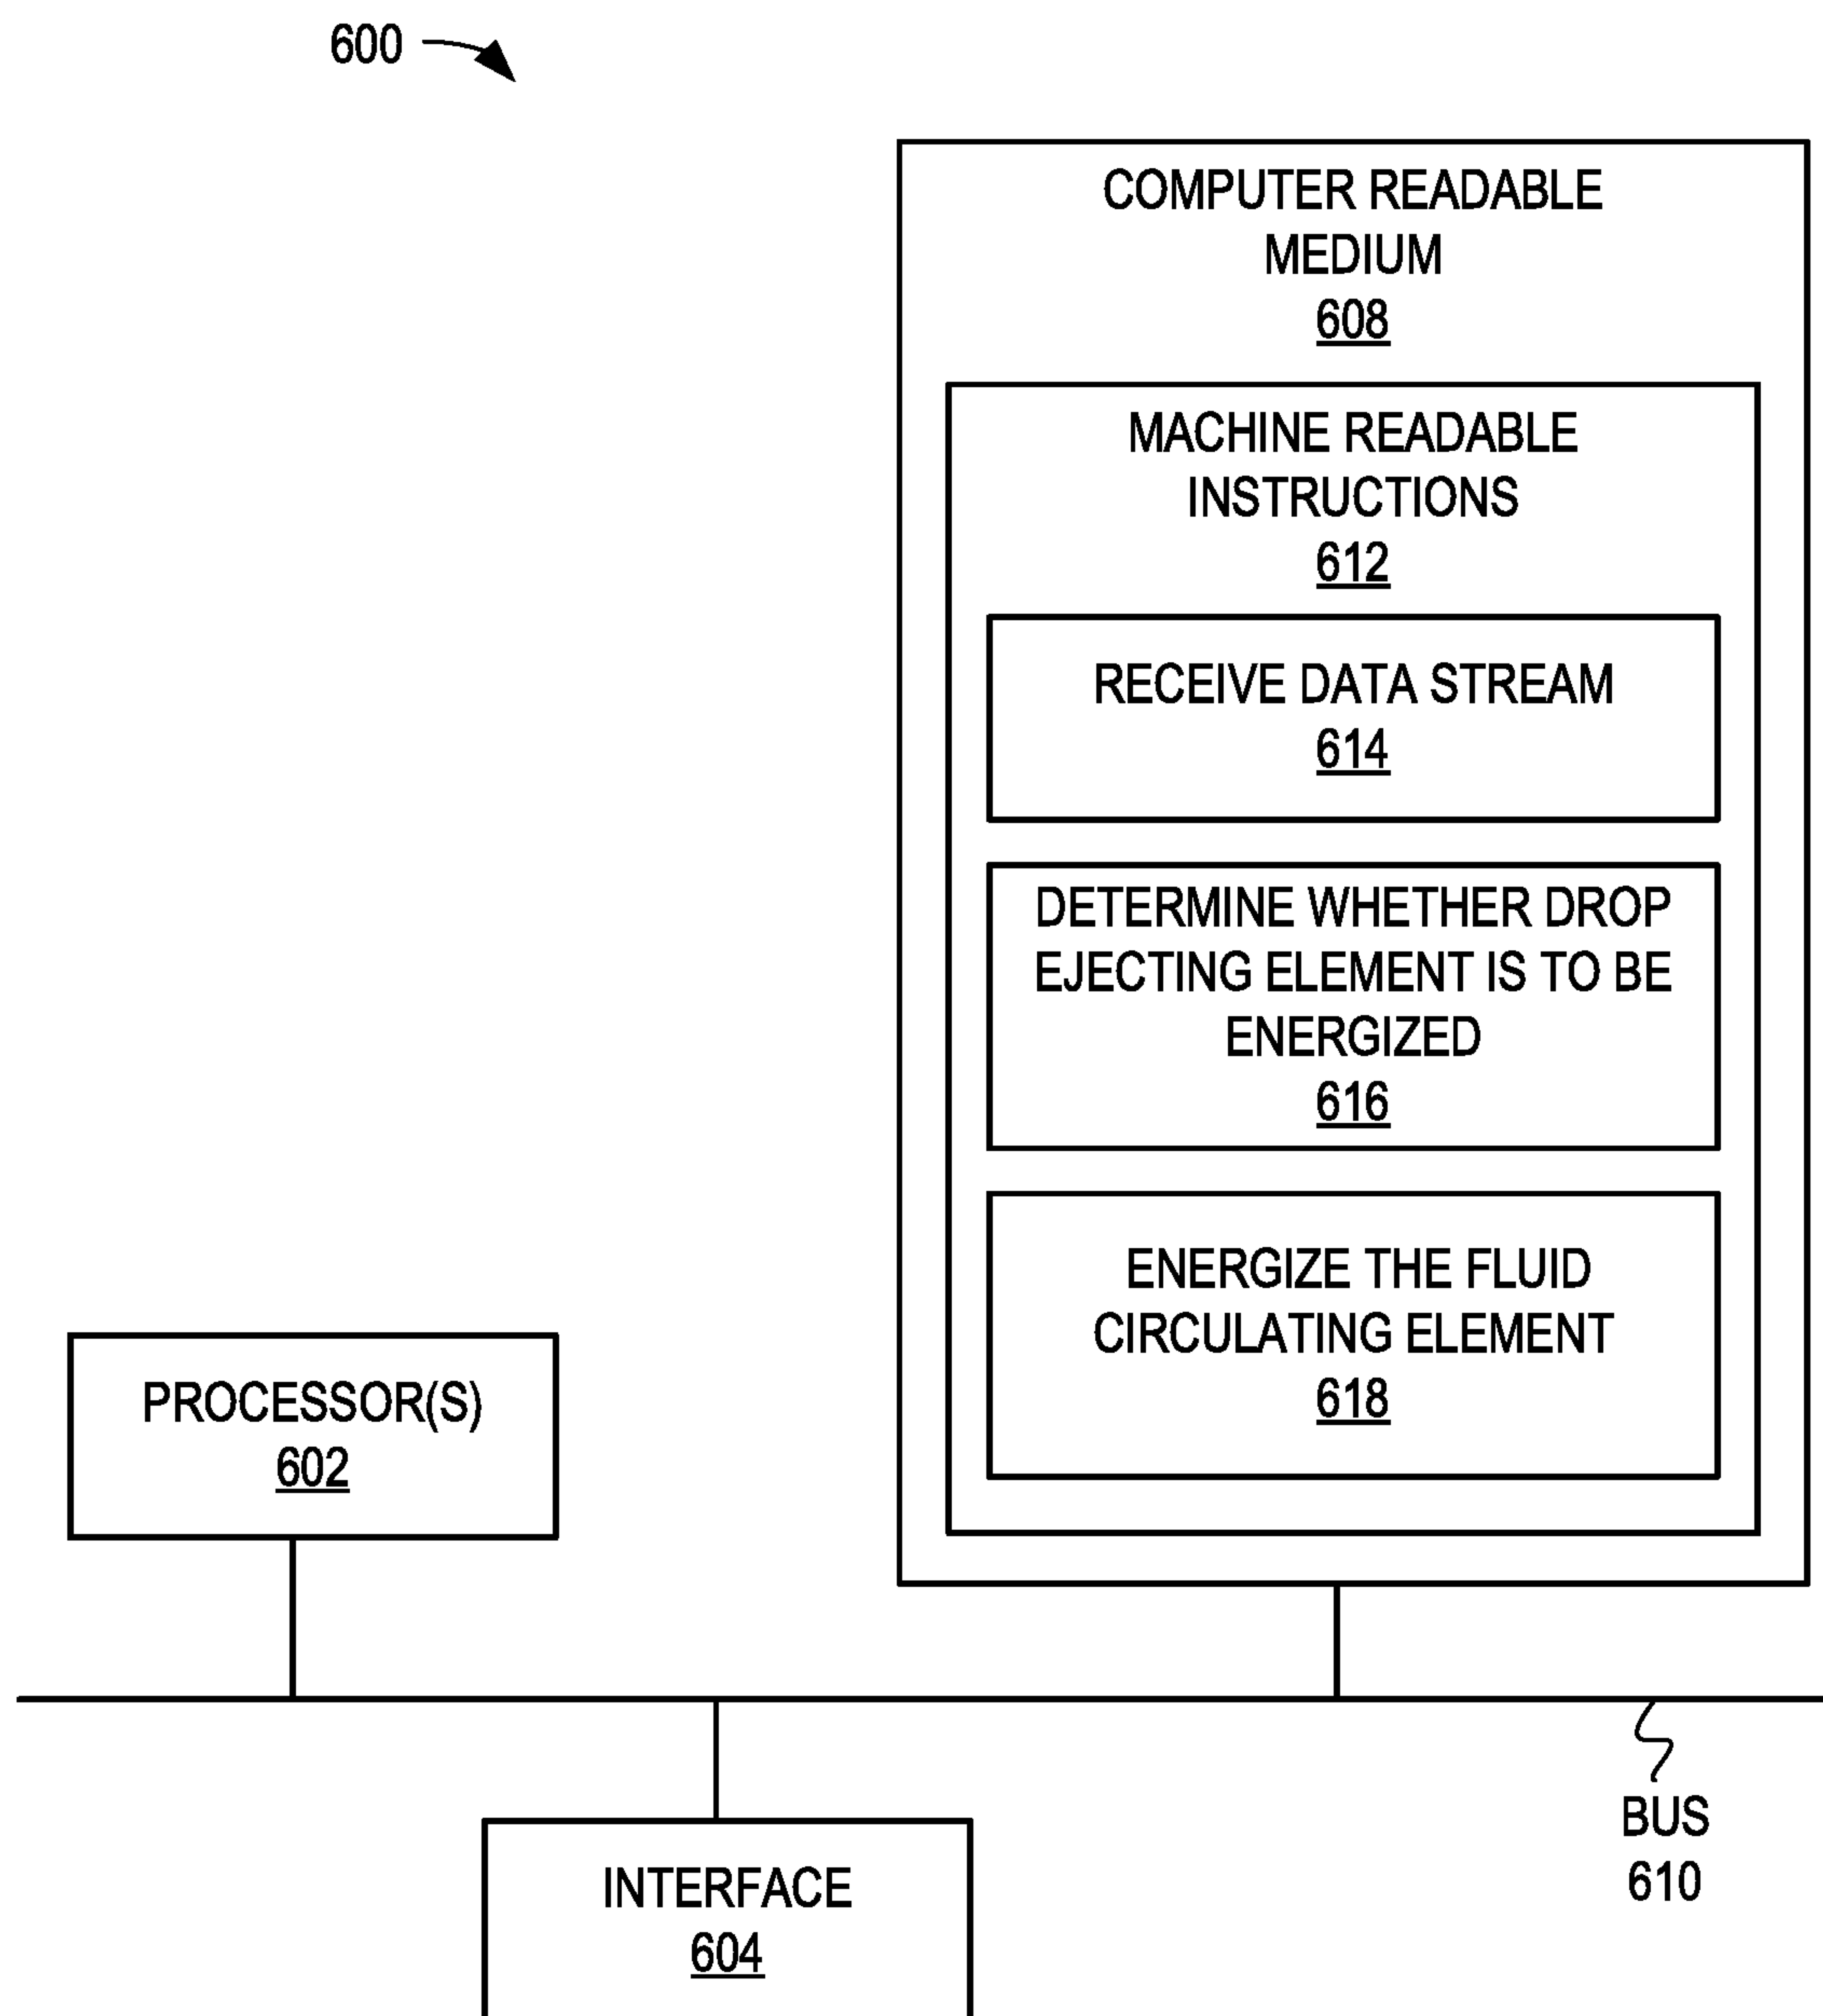 600
COMPUTER READABLE
MEDIUM
608
MACHINE READABLE
INSTRUCTIONS
612
RECEIVE DATA STREAM
614
DETERMINE WHETHER DROP
EJECTING ELEMENT IS TO BE
ENERGIZED
616
ENERGIZE THE FLUID
CIRCULATING ELEMENT
618
PROCESSOR(S)
602
BUS
610
INTERFACE
604